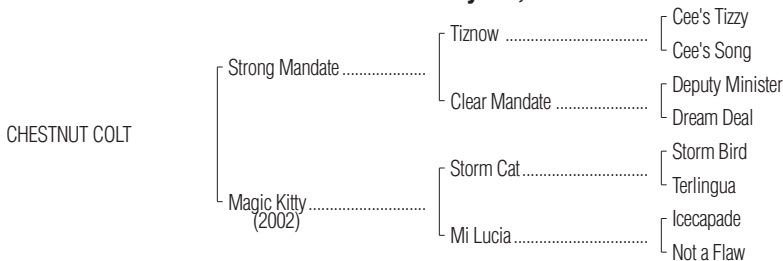 Cee's Tizzy
Tiznow
Cee's Song
Strong Mandate
Deputy Minister
Clear Mandate
Dream Deal
CHESTNUT COLT
Storm Bird
Storm Cat
Terlingua
Magic Kitty
(2002)
Icecapade
Mi Lucia
Not a Flaw